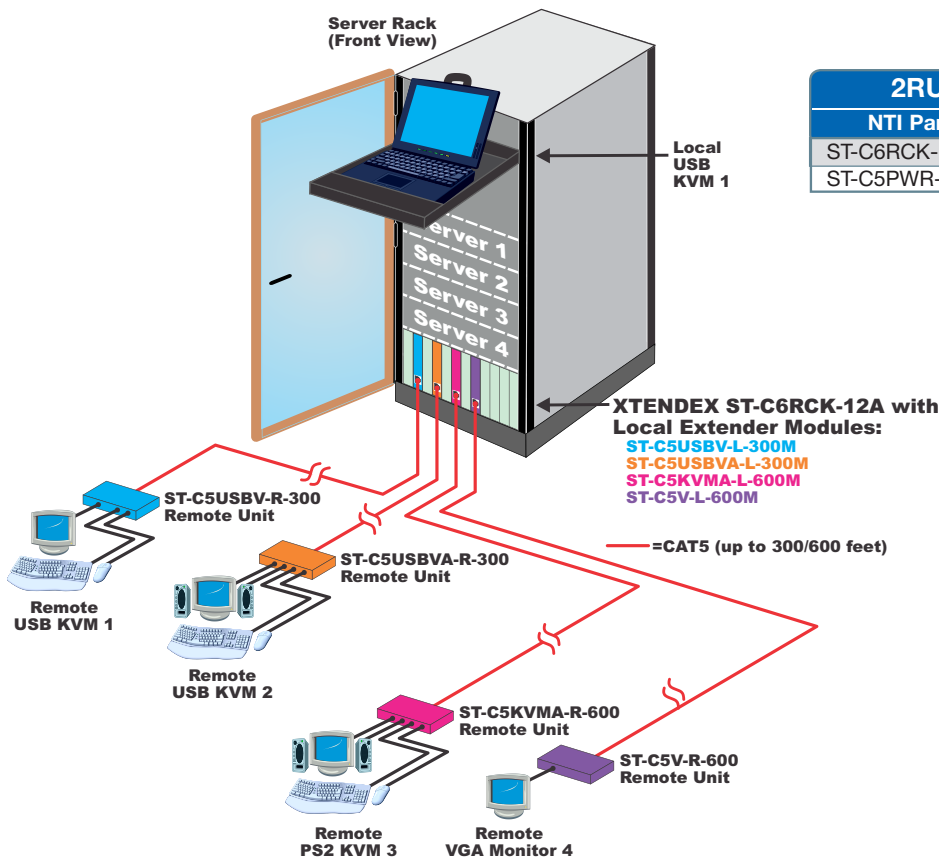 Server Rack
(Front View)
2RU
NTI Par
ST-C6RCK-
ST-C5PWR-
Local
USB
KVM 1
Server 1
Server 2
Server 3
Server 4
XTENDEX ST-C6RCK-12A with
Local Extender Modules:
ST-C5USBV-L-300M
ST-C5USBVA-L-300M
ST-C5KVMA-L-600M
ST-C5V-L-600M
ST-C5USBV-R-300
Remote Unit
=CAT5 (up to 300/600 feet)
ST-C5USBVA-R-300
Remote Unit
Remote
USB KVM 1
Remote
USB KVM 2
ST-C5KVMA-R-600
Remote Unit
ST-C5V-R-600
Remote Unit
Remote
PS2 KVM 3
Remote
VGA Monitor 4